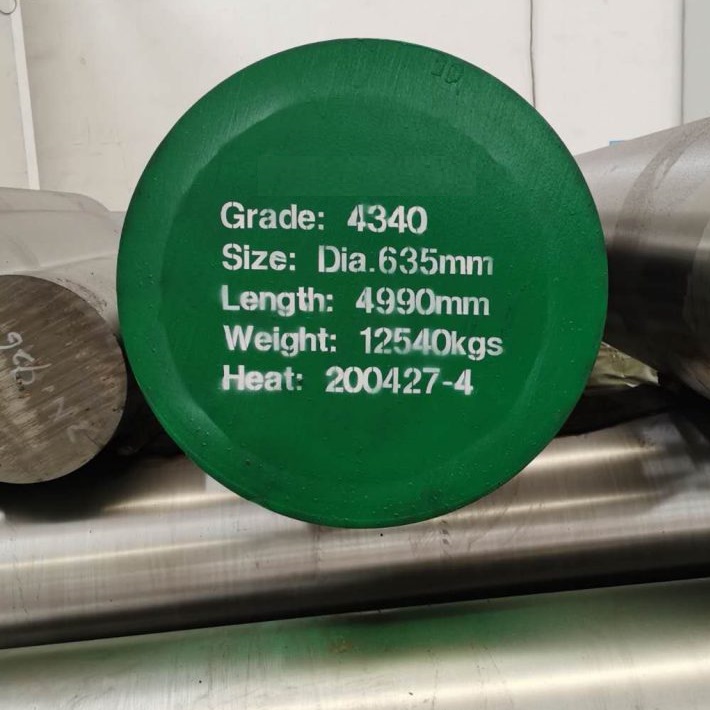 Grade: 4340
Size: Dia.635mm
Length: 4990mm
Weight: 12540kgs
Heat: 200427-4